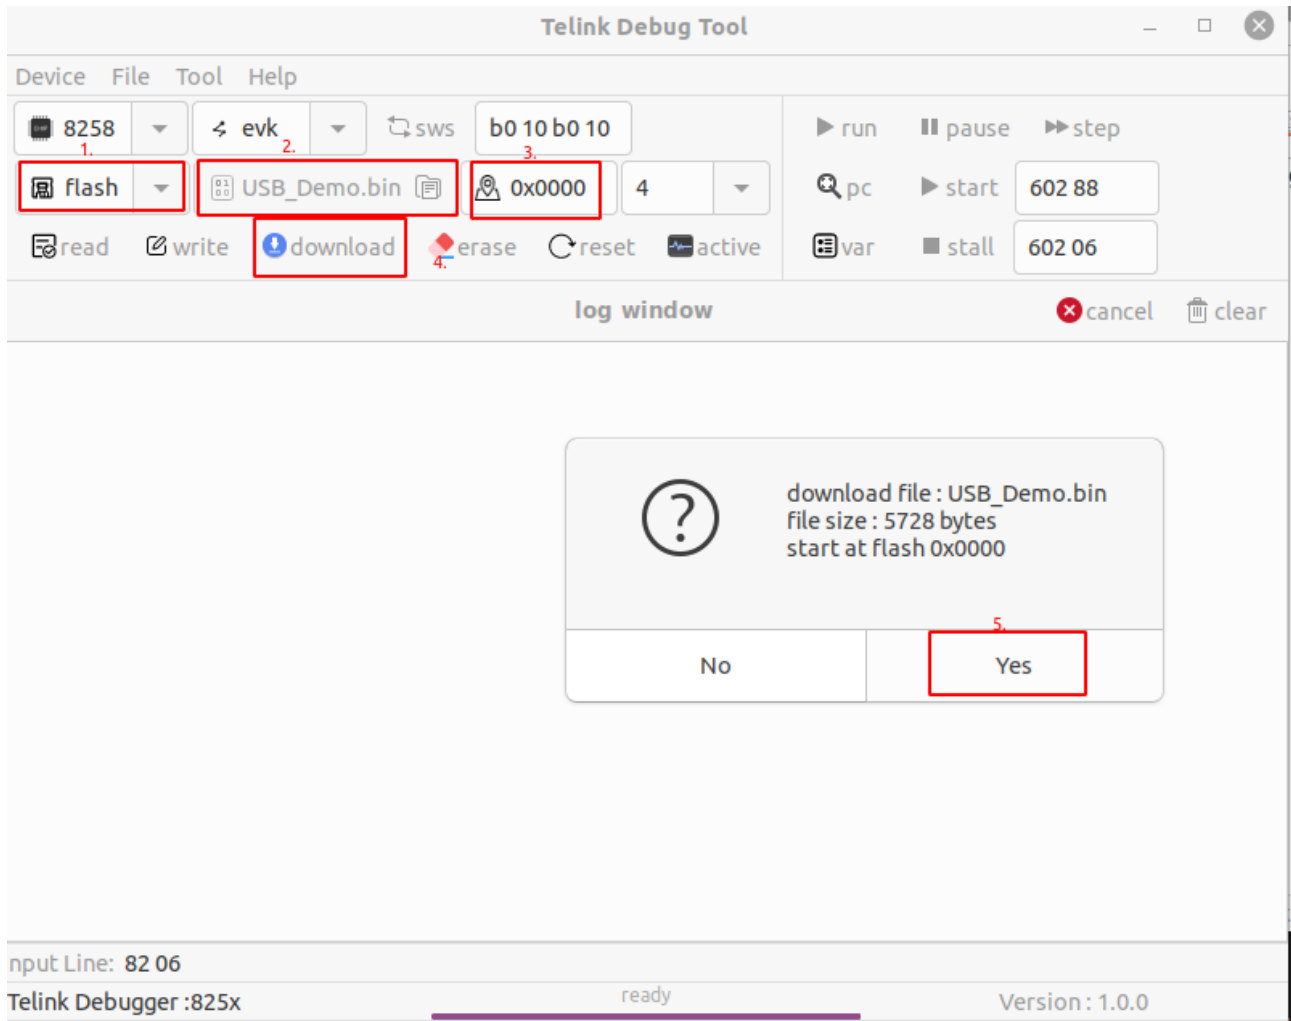 Telink Debug Tool
Device File Tool Help
8258 evk sws b0 10 b0 10 run pause step
1. 2. 3.
flash USB_Demo.bin 0x0000 4 pc start 602 88
read write download erase reset active var stall 602 06
4.
log window cancel clear
download file : USB_Demo.bin
file size : 5728 bytes
start at flash 0x0000
5.
No Yes
nput Line: 82 06
Telink Debugger :825x ready Version : 1.0.0